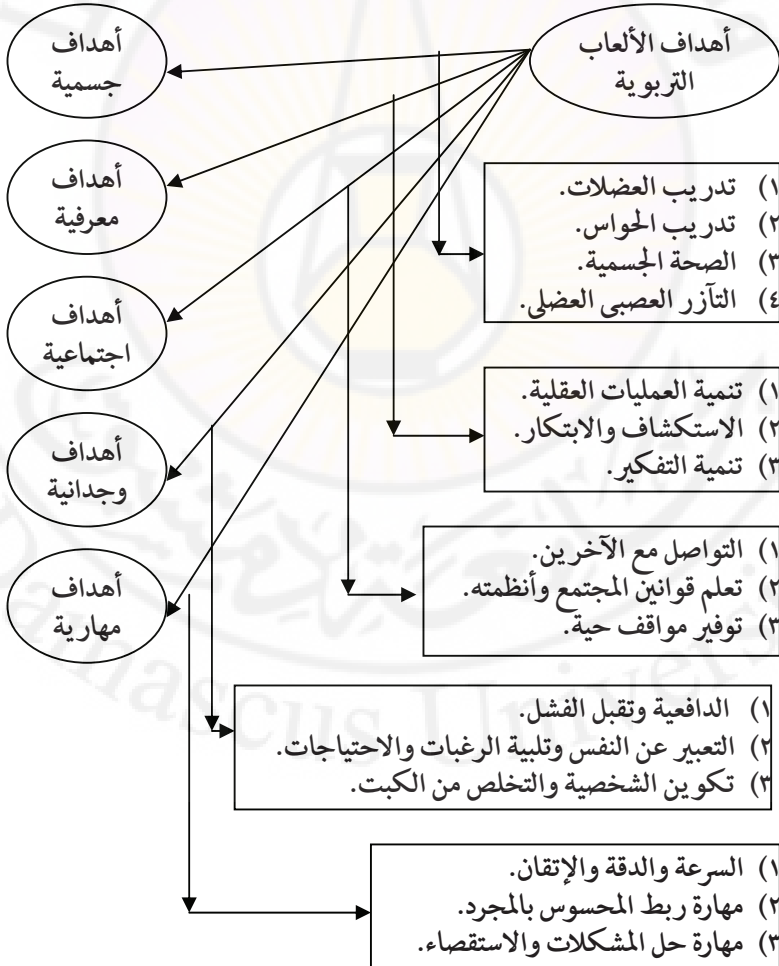 أهداف الألعاب
التربوية
أهداف
جسمية
أهداف
معرفية
أهداف
اجتماعية
أهداف
وجدانية
أهداف
مهارية
١) تدريب العضلات.
٢) تدريب الحواس.
٣) الصحة الجسمية.
٤) التآزر العصبي العضلي.
١) تنمية العمليات العقلية.
٢) الاستكشاف والابتكار.
٣) تنمية التفكير.
١) التواصل مع الآخرين.
٢) تعلم قوانين المجتمع وأنظمته.
٣) توفير مواقف حية.
١) الدافعية وتقبل الفشل.
٢) التعبير عن النفس وتلبية الرغبات والاحتياجات.
٣) تكوين الشخصية والتخلص من الكبت.
١) السرعة والدقة والإتقان.
٢) مهارة ربط المحسوس بالمجرد.
٣) مهارة حل المشكلات والاستقصاء.
amascus Universi